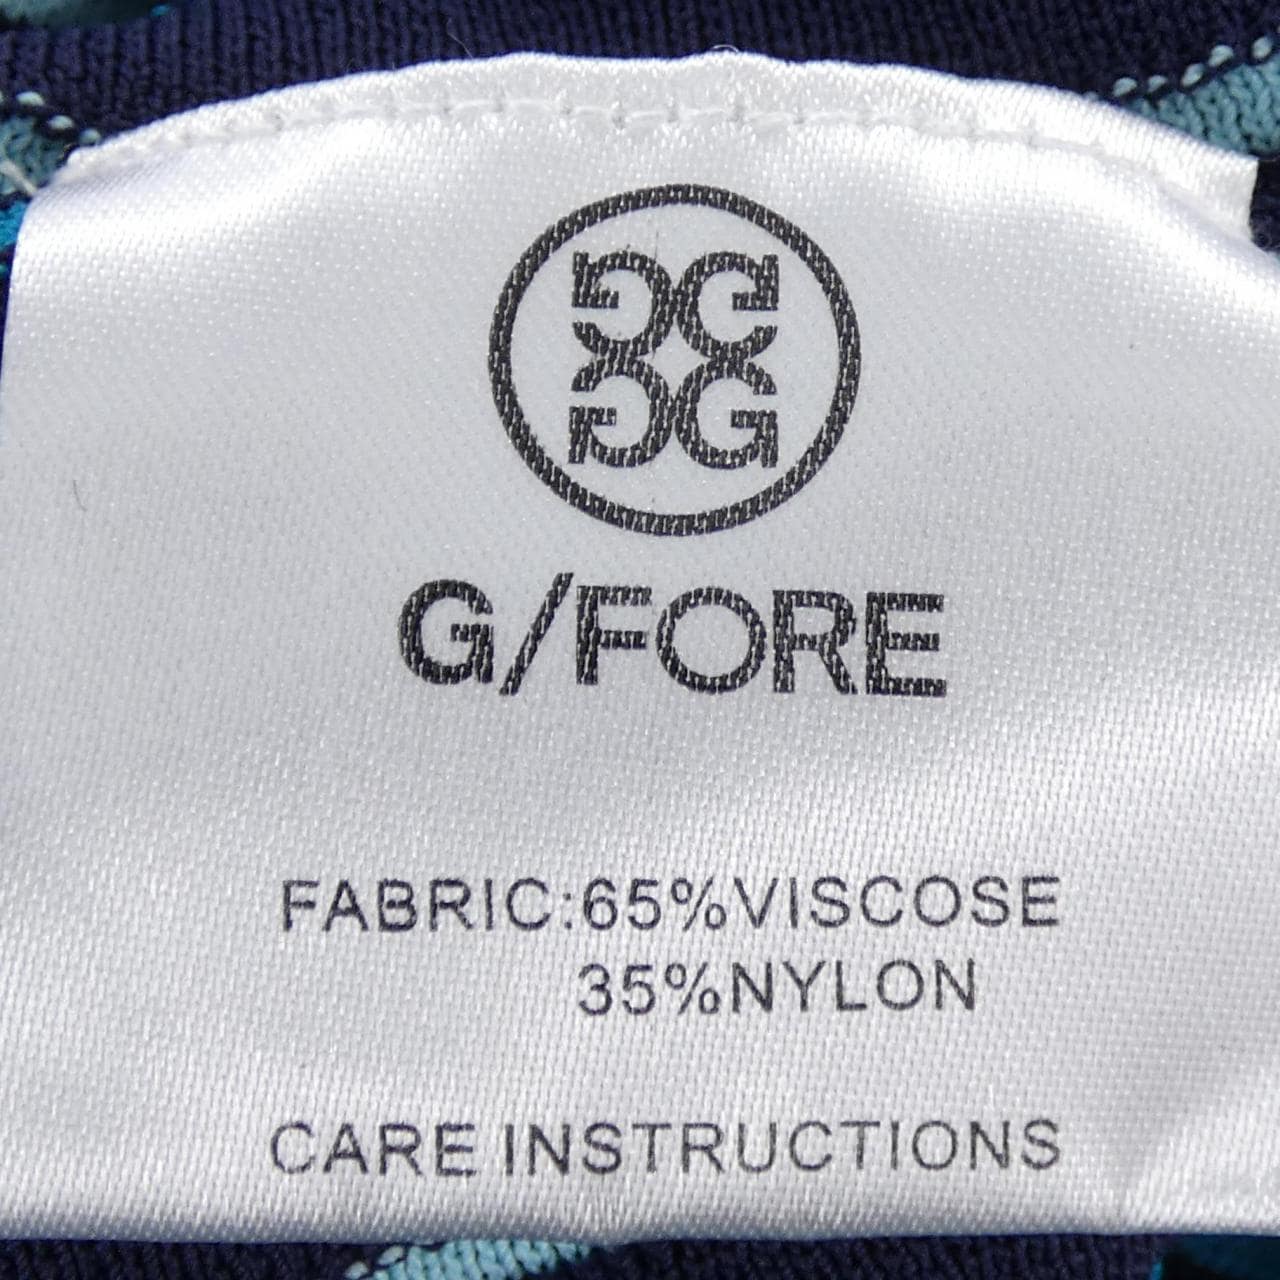 G/FORE
FABRIC:65%VISCOSE
35%NYLON
CARE INSTRUCTIONS